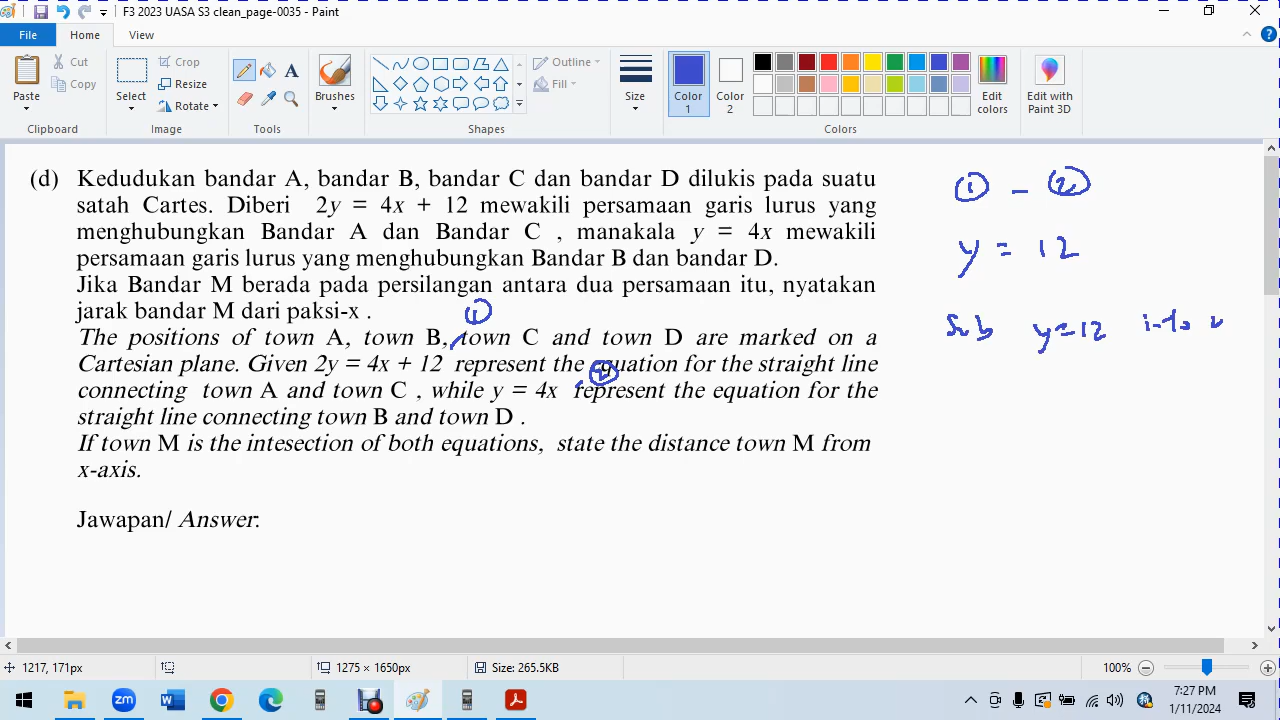 F3 2023 UASA S3 clean_page-0035 - Paint
File Home View
Paste
Cut
Copy
Clipboard
Select
Crop
Resize
Rotate
Image
A
Tools
Brushes
Outline
Fill
Shapes
Size
Color
1
Color
2
Edit
colors
Colors
Edit with
Paint 3D
(d) Kedudukan bandar A, bandar B, bandar C dan bandar D dilukis pada suatu
satah Cartes. Diberi 2y = 4x + 12 mewakili persamaan garis lurus yang
menghubungkan Bandar A dan Bandar C , manakala y = 4x mewakili
persamaan garis lurus yang menghubungkan Bandar B dan bandar D.
Jika Bandar M berada pada persilangan antara dua persamaan itu, nyatakan
jarak bandar M dari paksi-x .
①
The positions of town A, town B, town C and town D are marked on a
Cartesian plane. Given 2y = 4x + 12 represent the equation for the straight line
②
connecting town A and town C , while y = 4x represent the equation for the
straight line connecting town B and town D .
If town M is the intesection of both equations, state the distance town M from
x-axis.
Jawapan/ Answer:
① - ②
y = 12
Sub y=12 into
1217, 171px
1275 × 1650px
Size: 265.5KB
100%
zm
7:27 PM
1/11/2024